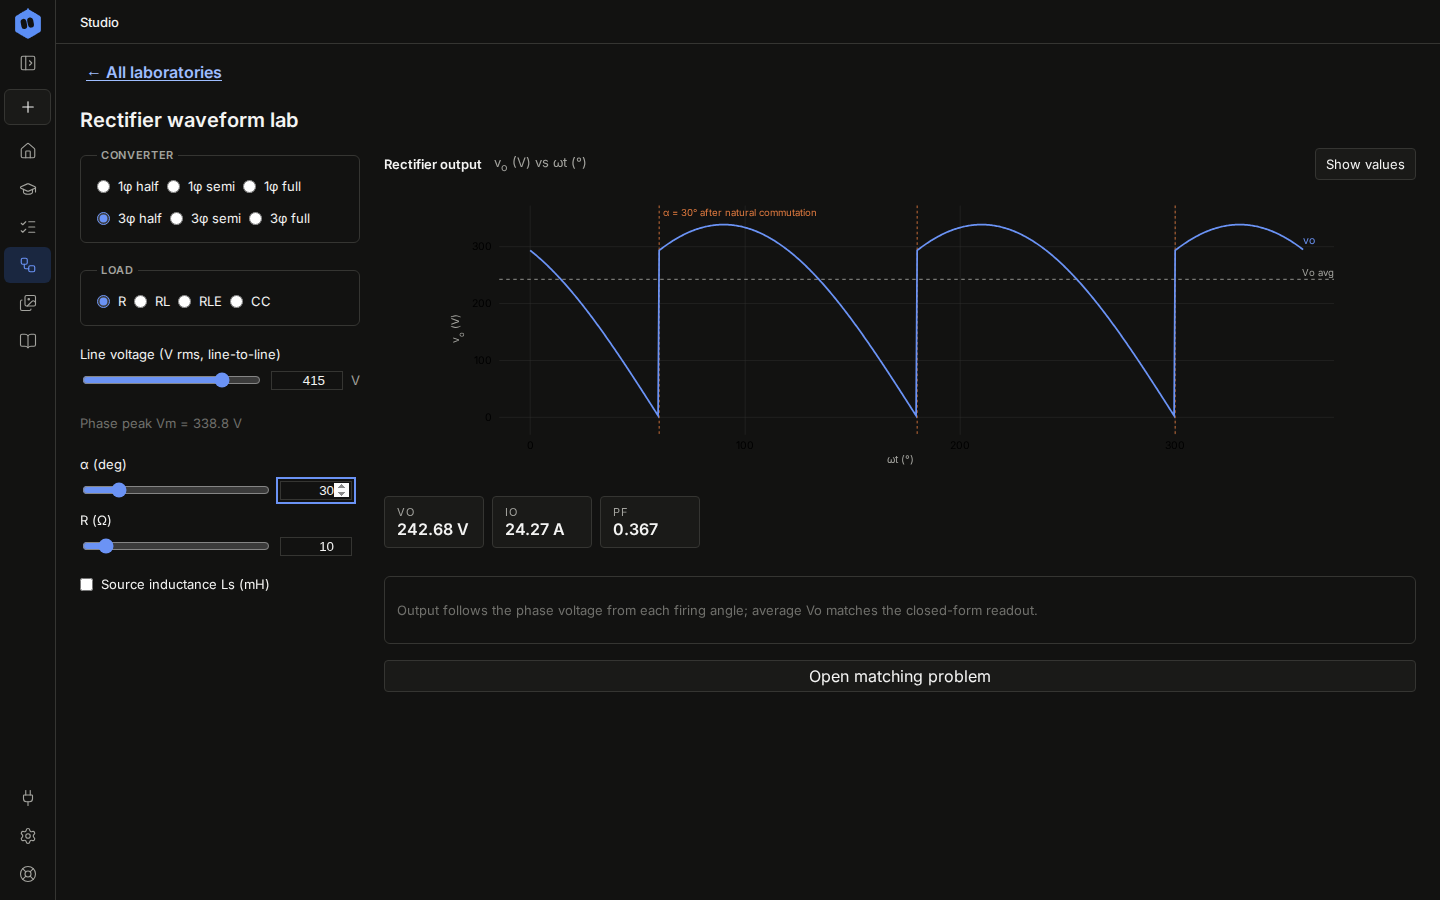 Studio
← All laboratories
Rectifier waveform lab
CONVERTER
1φ half 1φ semi 1φ full
3φ half 3φ semi 3φ full
LOAD
R RL RLE CC
Line voltage (V rms, line-to-line)
415 V
Phase peak Vm = 338.8 V
α (deg)
30
R (Ω)
10
Source inductance Ls (mH)
Rectifier output vo (V) vs ωt (°)
Show values
α = 30° after natural commutation
vo
Vo avg
300
200
100
0
vo (V)
0 100 200 300
ωt (°)
VO
242.68 V
IO
24.27 A
PF
0.367
Output follows the phase voltage from each firing angle; average Vo matches the closed-form readout.
Open matching problem